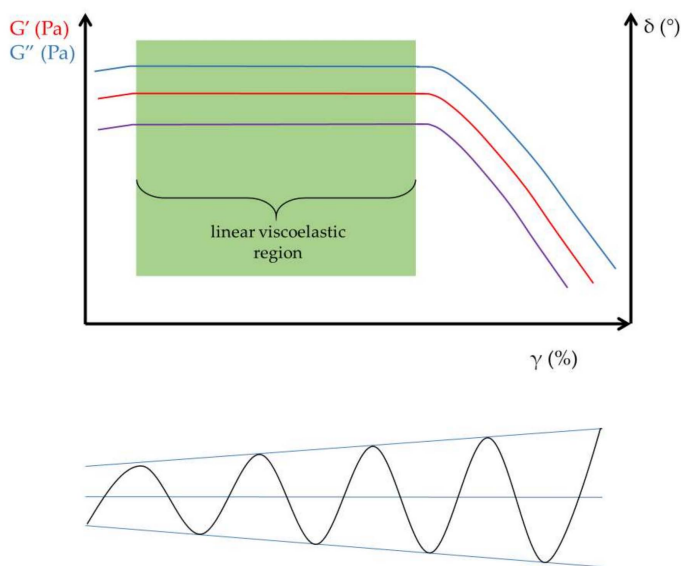 G′ (Pa)
G″ (Pa)
δ (°)
linear viscoelastic
region
γ (%)